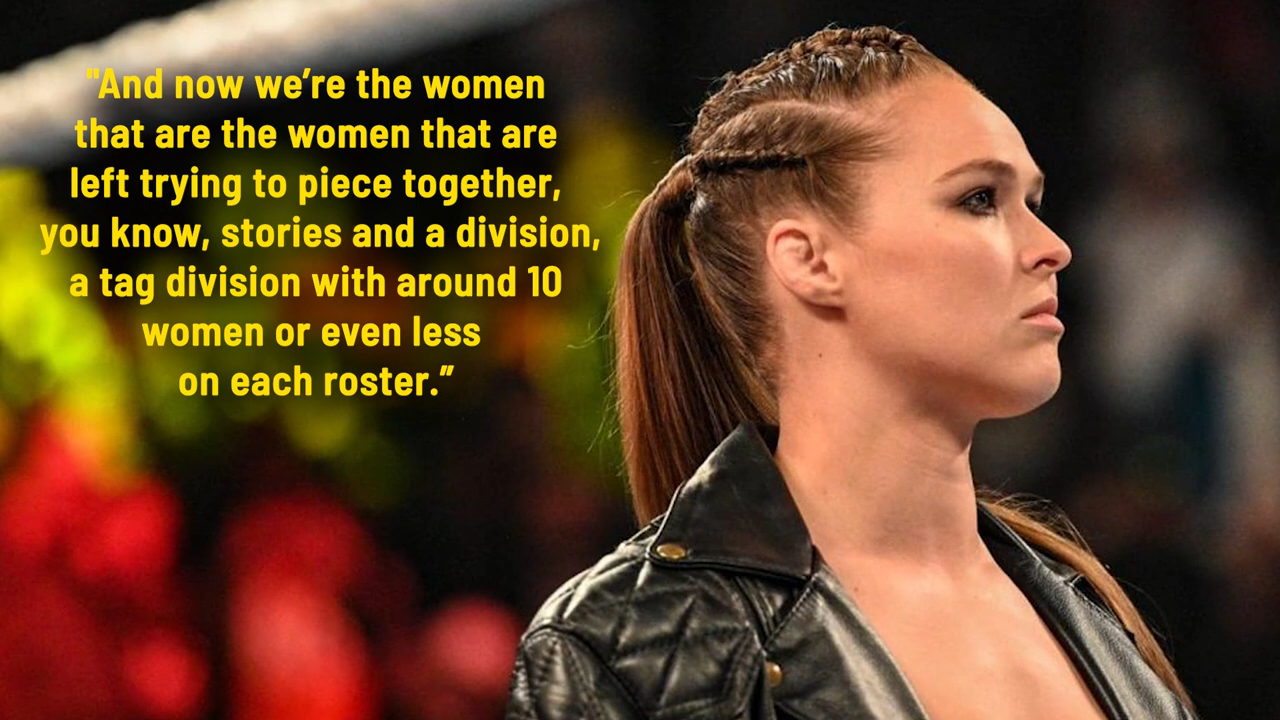 "And now we’re the women
that are the women that are
left trying to piece together,
you know, stories and a division,
a tag division with around 10
women or even less
on each roster.”